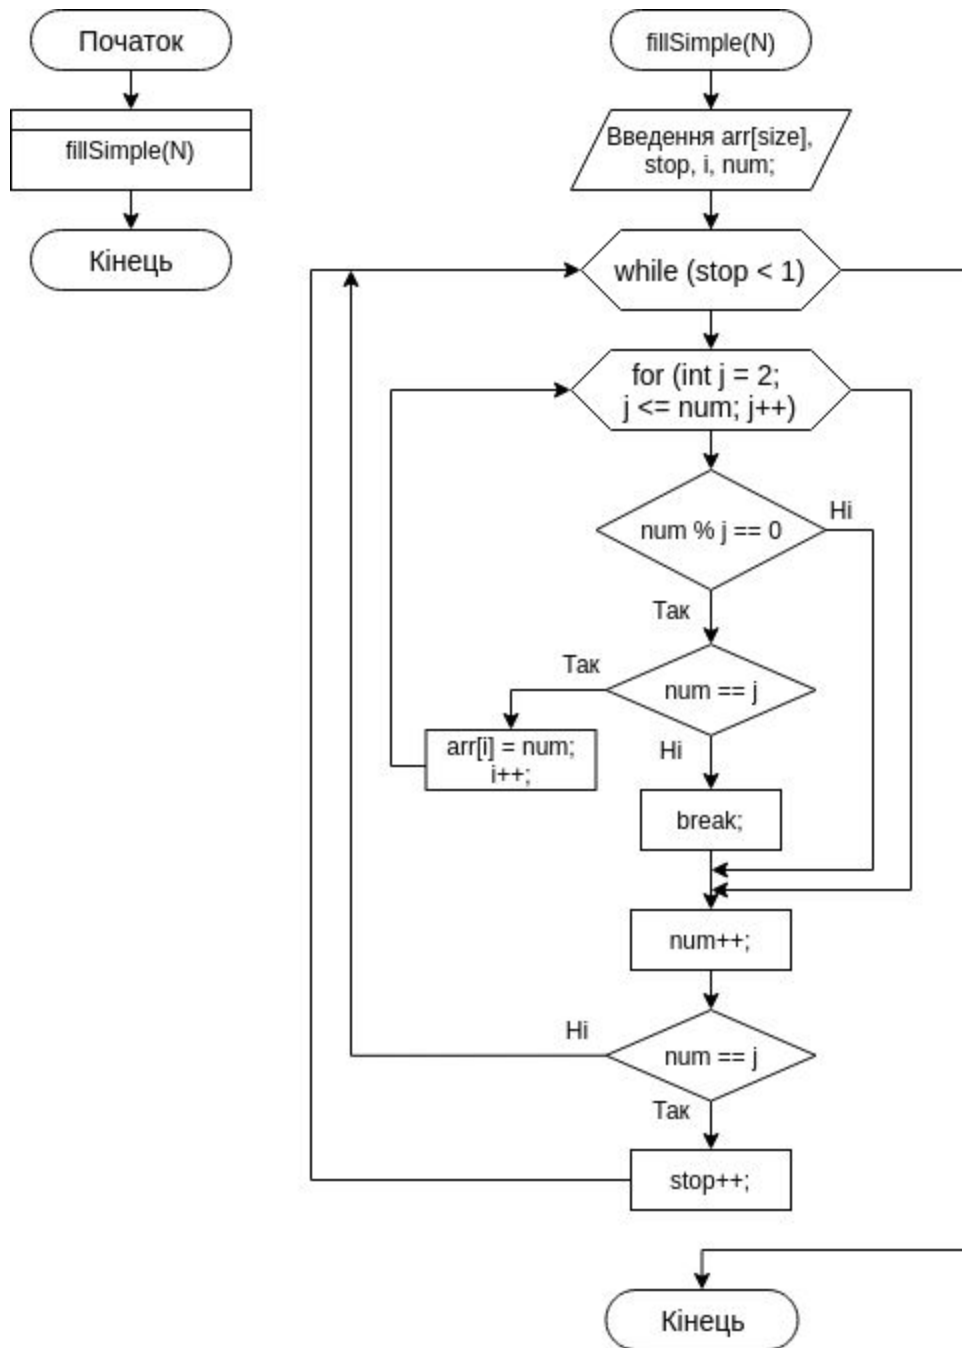 Початок
fillSimple(N)
Кінець
fillSimple(N)
Введення arr[size],
stop, i, num;
while (stop < 1)
for (int j = 2;
j <= num; j++)
num % j == 0
Ні
Так
num == j
Так
arr[i] = num;
i++;
Ні
break;
num++;
num == j
Ні
Так
stop++;
Кінець